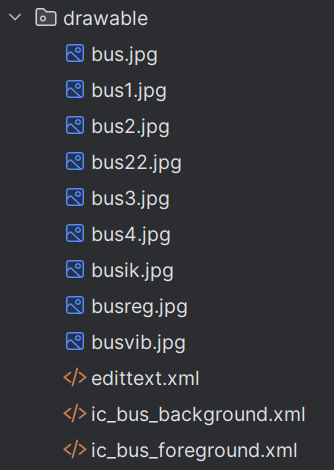 drawable
bus.jpg
bus1.jpg
bus2.jpg
bus22.jpg
bus3.jpg
bus4.jpg
busik.jpg
busreg.jpg
busvib.jpg
edittext.xml
ic_bus_background.xml
ic_bus_foreground.xml